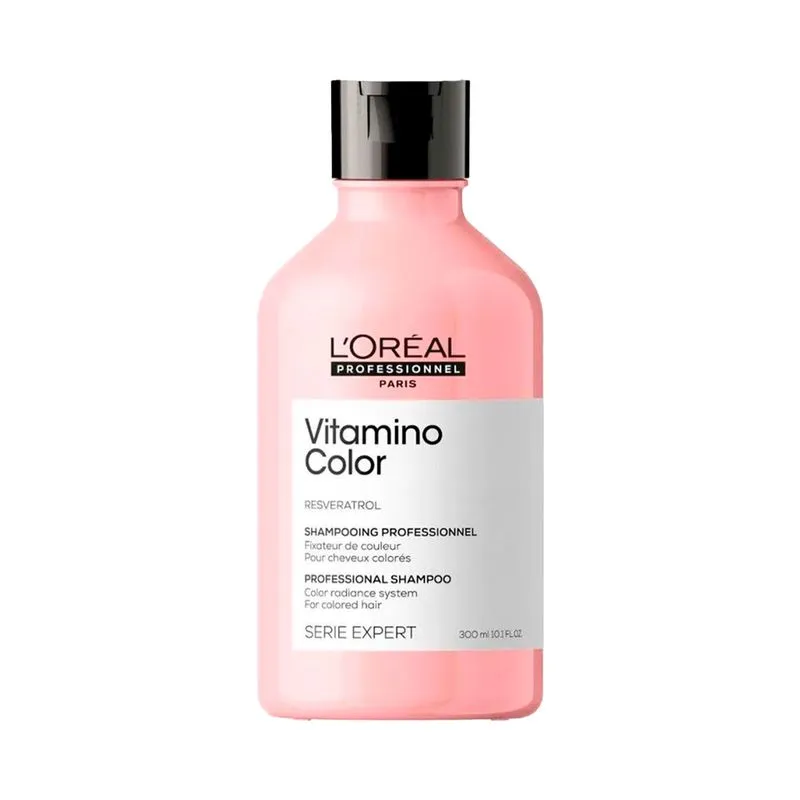 L'ORÉAL
PROFESSIONNEL
PARIS
Vitamino
Color
RESVERATROL
SHAMPOOING PROFESSIONNEL
Fixateur de couleur
Pour cheveux colorés
PROFESSIONAL SHAMPOO
Color radiance system
For colored hair
SERIE EXPERT 300 ml 10.1 FL.OZ.